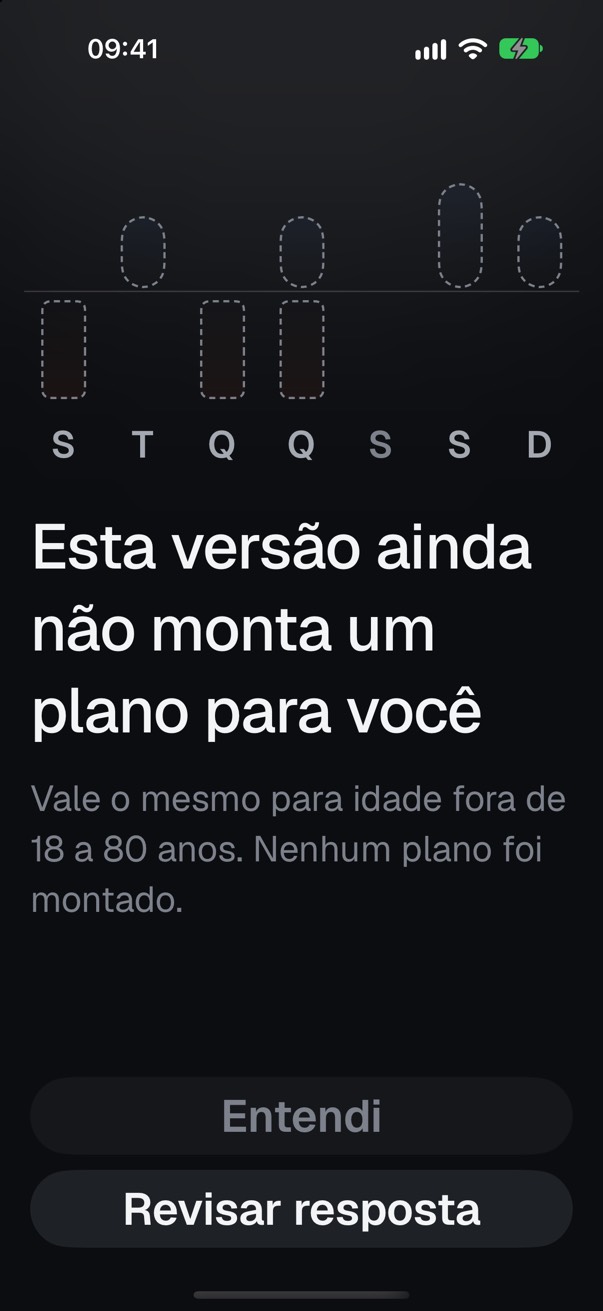 09:41
S T Q Q S S D
Esta versão ainda
não monta um
plano para você
Vale o mesmo para idade fora de
18 a 80 anos. Nenhum plano foi
montado.
Entendi
Revisar resposta